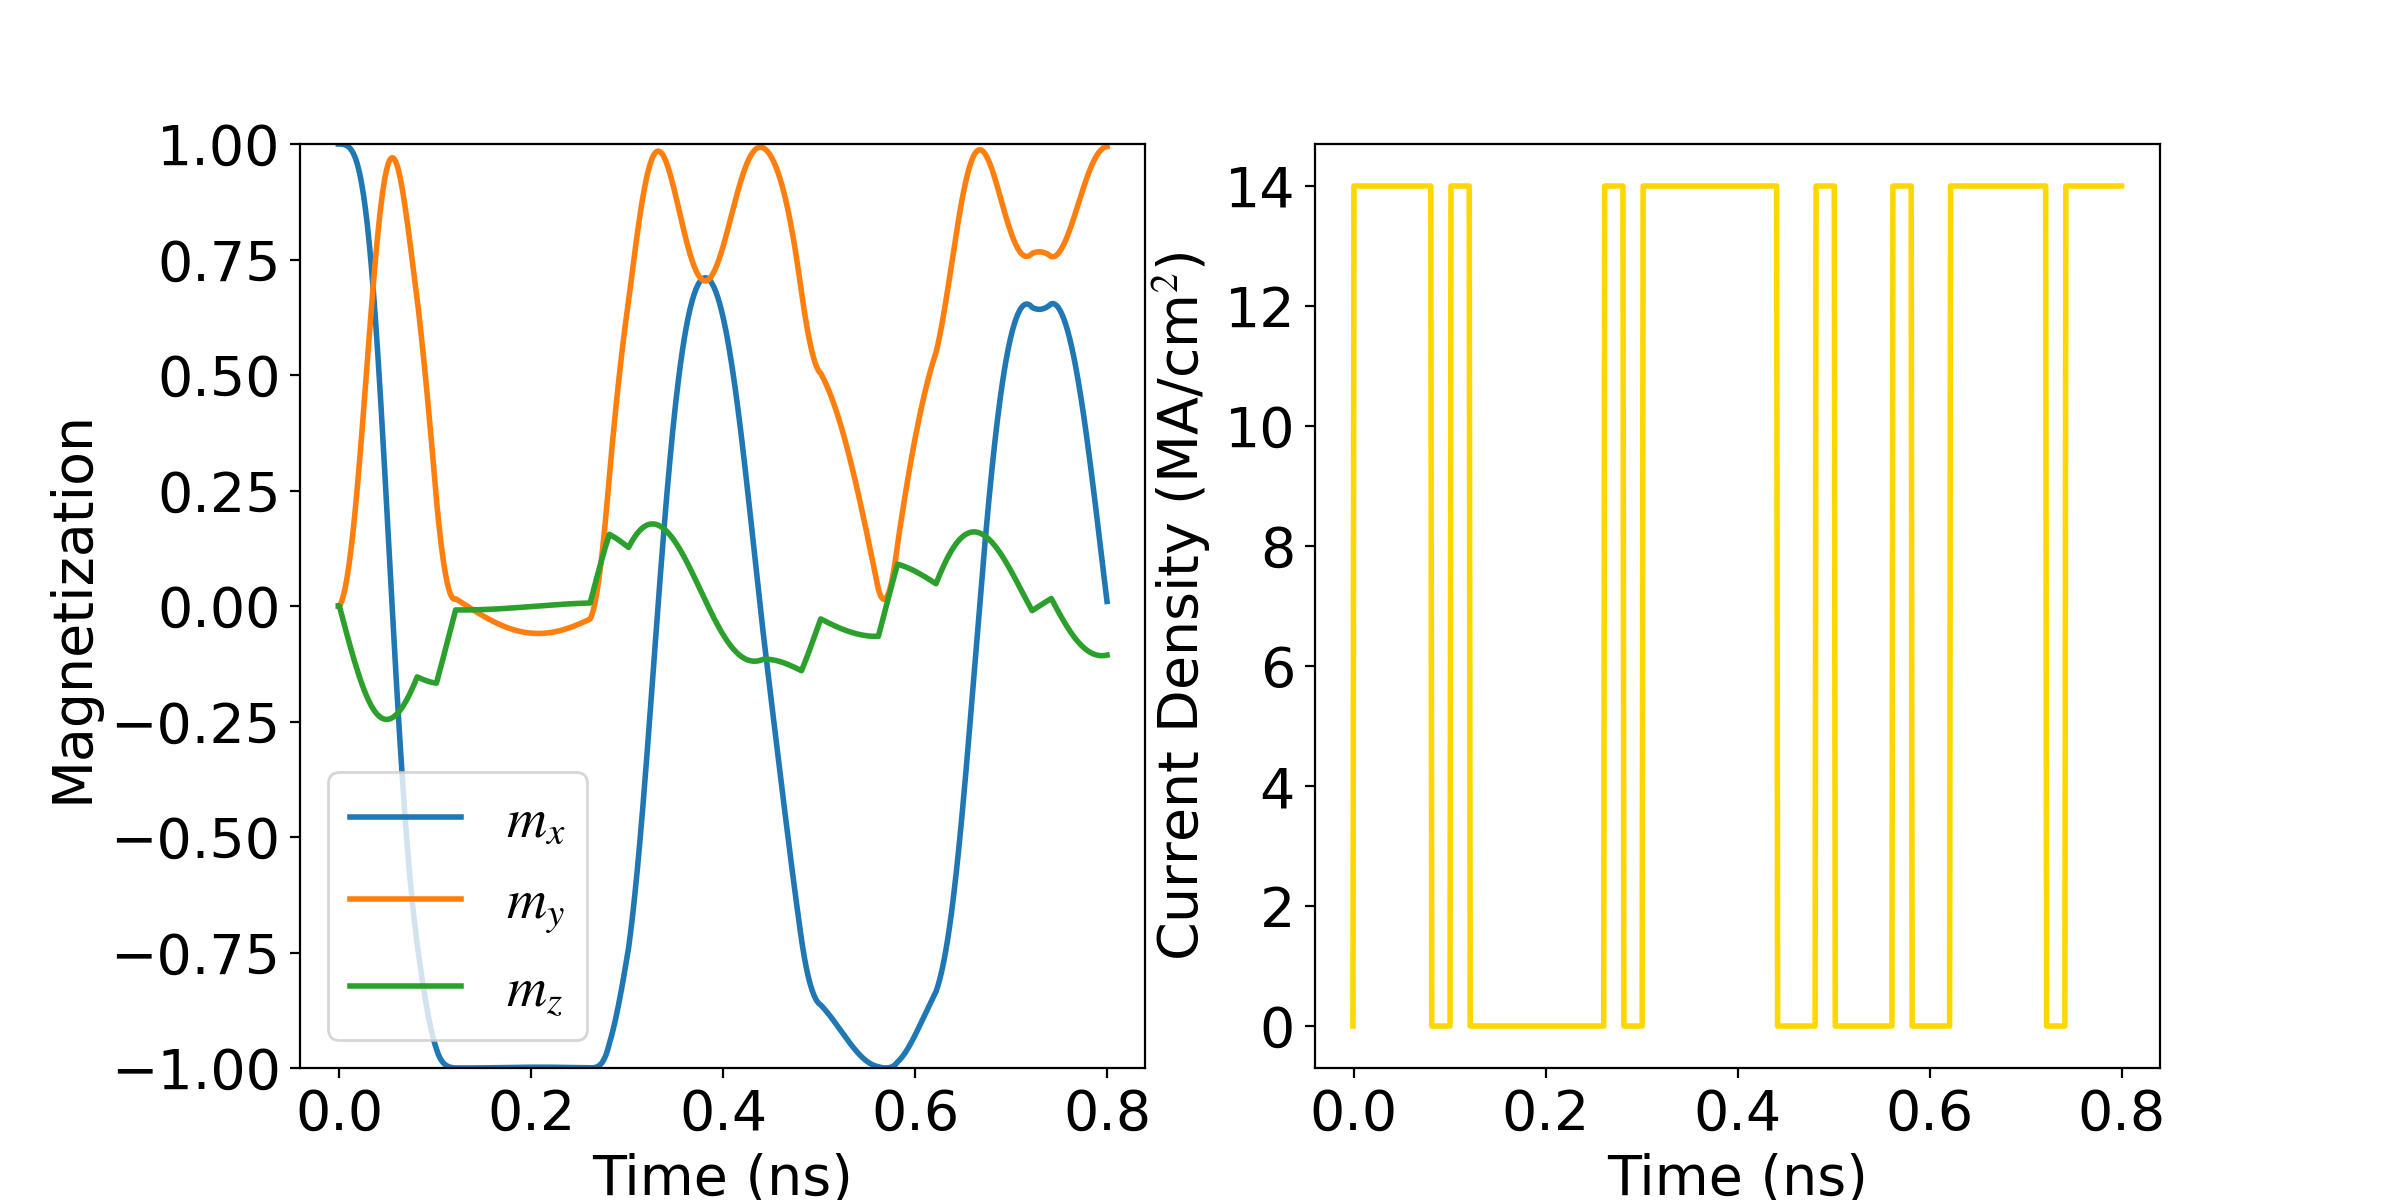 1.00
0.75
0.50
0.25
0.00
−0.25
−0.50
−0.75
−1.00
Magnetization
m_x
m_y
m_z
0.0 0.2 0.4 0.6 0.8
Time (ns)
14
12
10
8
6
4
2
0
Current Density (MA/cm²)
0.0 0.2 0.4 0.6 0.8
Time (ns)